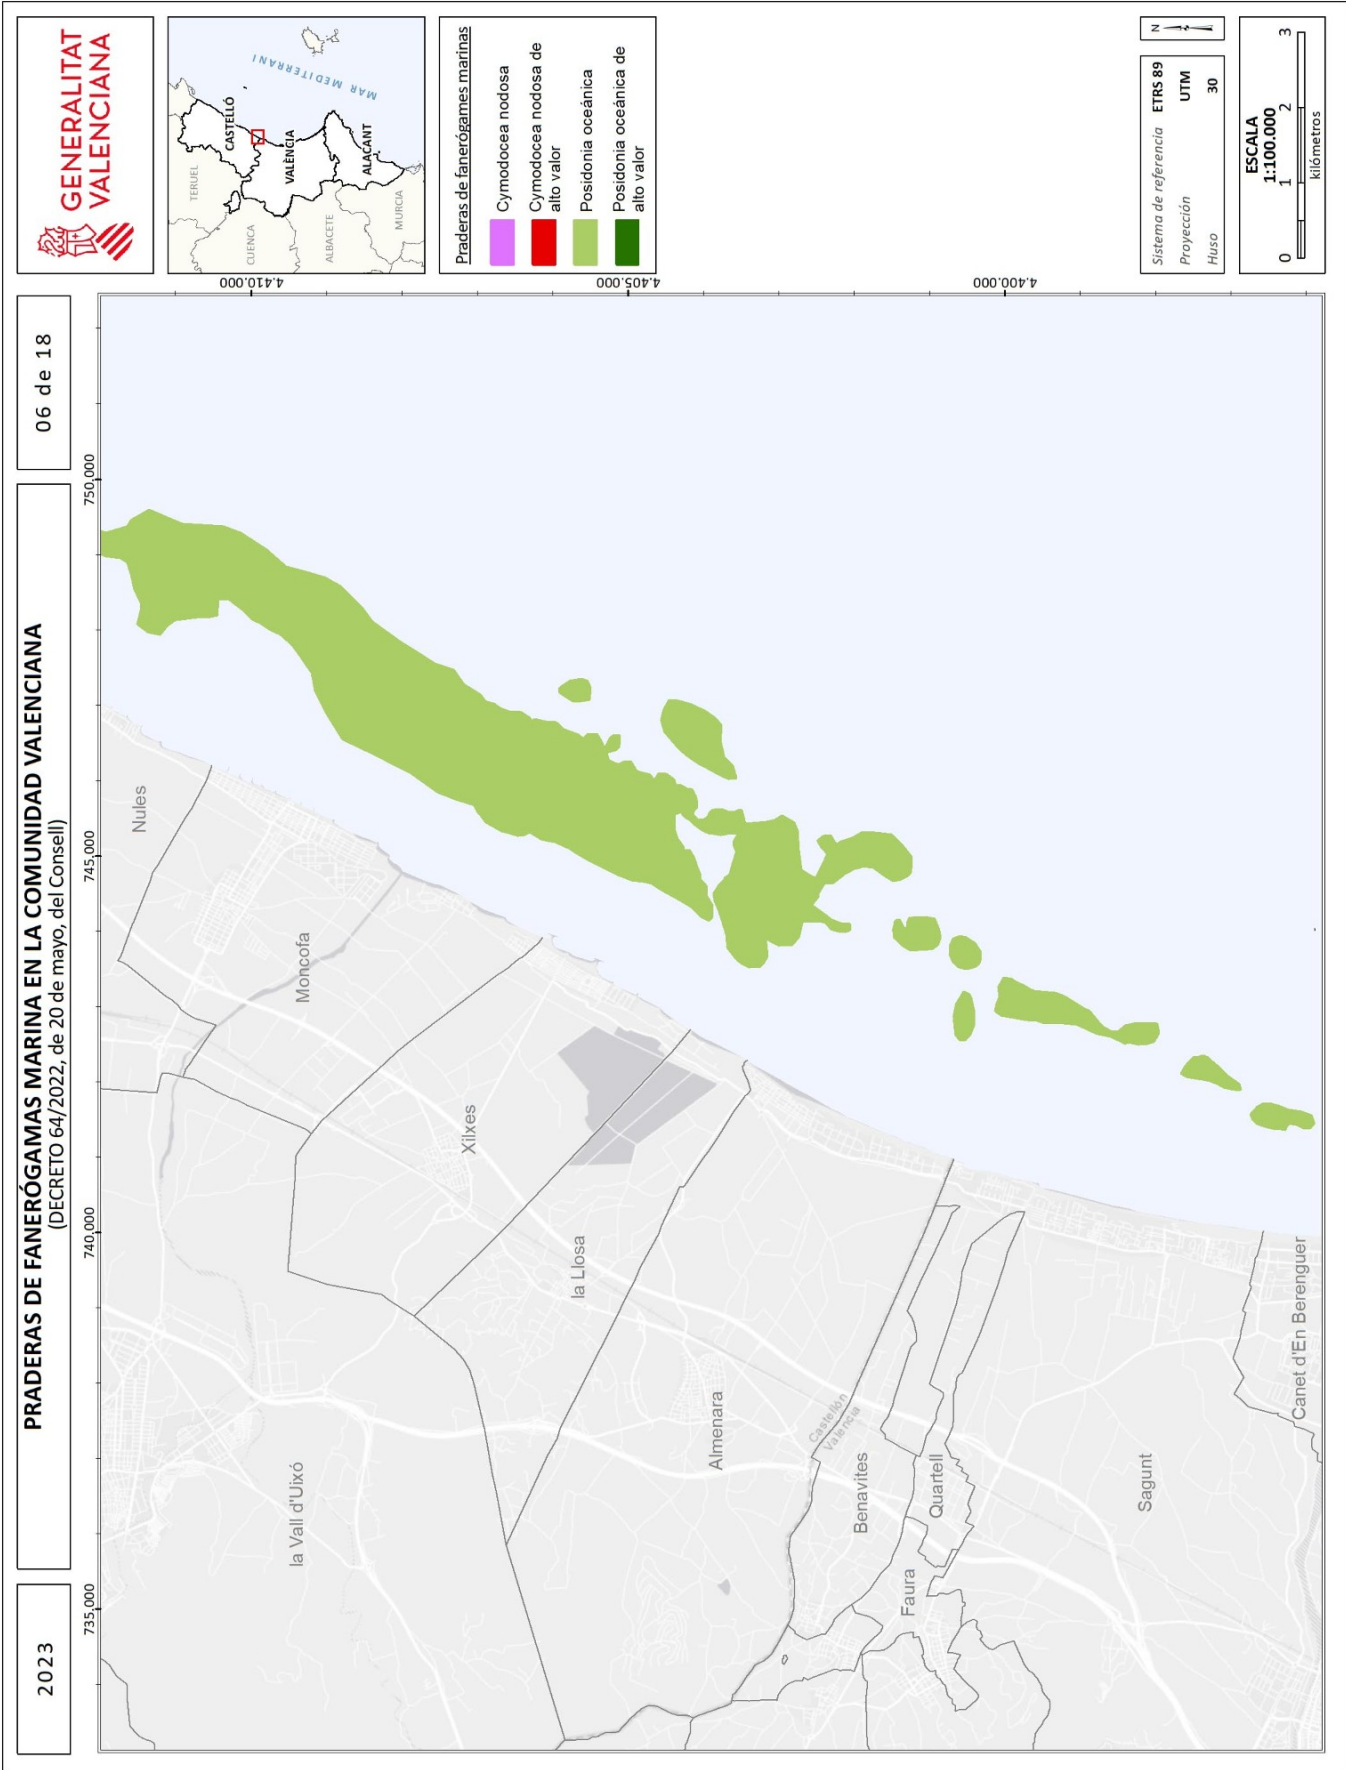 2023
PRADERAS DE FANERÓGAMAS MARINA EN LA COMUNIDAD VALENCIANA
(DECRETO 64/2022, de 20 de mayo, del Consell)
06 de 18
GENERALITAT
VALENCIANA
735.000
740.000
745.000
750.000
4.410.000
4.405.000
4.400.000
Nules
Moncofa
la Vall d'Uixó
Xilxes
la Llosa
Almenara
Castellón
Valencia
Benavites
Quartell
Faura
Sagunt
Canet d'En Berenguer
TERUEL
CASTELLÓ
MAR MEDITERRANI
CUENCA
VALÈNCIA
ALBACETE
ALACANT
MURCIA
Praderas de fanerógames marinas
Cymodocea nodosa
Cymodocea nodosa de
alto valor
Posidonia oceánica
Posidonia oceánica de
alto valor
Sistema de referencia ETRS 89
Proyección UTM
Huso 30
N
ESCALA
1:100.000
0 1 2 3
kilómetros